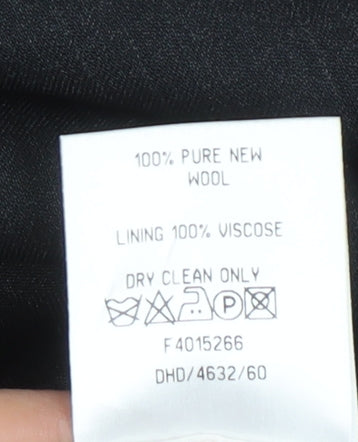 100% PURE NEW
WOOL
LINING 100% VISCOSE
DRY CLEAN ONLY
P
F4015266
DHD/4632/60